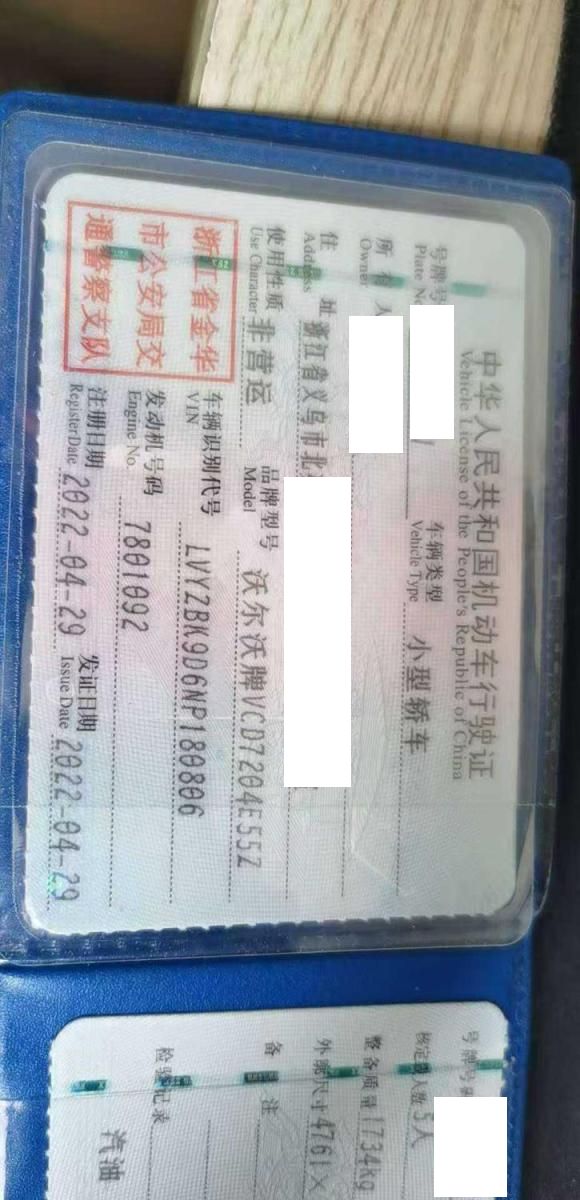 中华人民共和国机动车行驶证
Vehicle License of the People's Republic of China
号牌号
Plate No
车辆类型 小型轿车
Vehicle Type
所有人
Owner
住址 浙江省义乌市北
Address
使用性质 非营运
Use Character
品牌型号 沃尔沃牌VCD7204E55Z
Model
车辆识别代号 LVYZBK9D6NP180806
VIN
发动机号码 7801092
Engine No.
注册日期 2022-04-29
Register Date
发证日期 2022-04-29
Issue Date
浙江省金华
市公安局交
通警察支队
号牌号
核定载人数 5人
整备质量 1734kg
外廓尺寸 4761×
备注
检验记录
汽油